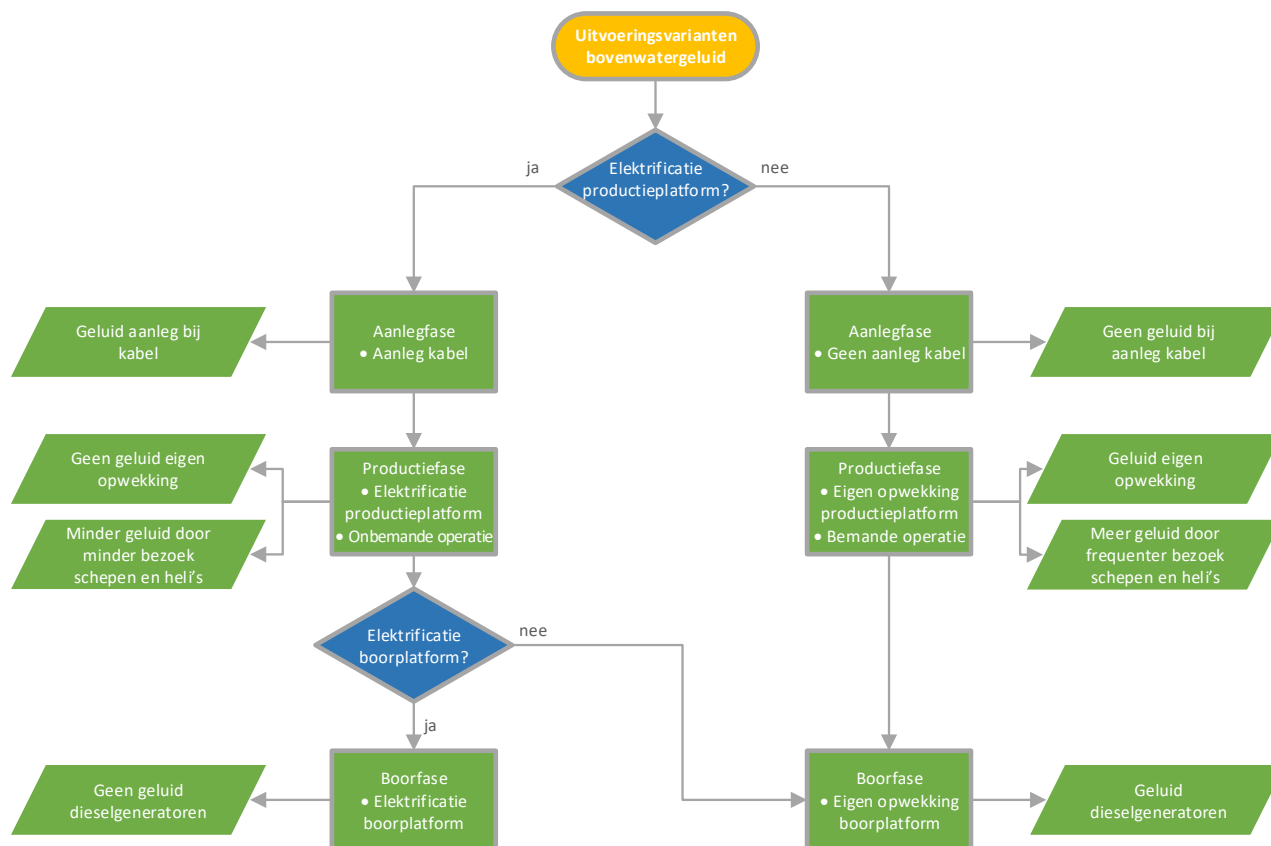 Uitvoeringsvarianten
bovenwatergeluid
Elektrificatie
productieplatform?
ja
nee
Aanlegfase
• Aanleg kabel
Geluid aanleg bij
kabel
Aanlegfase
• Geen aanleg kabel
Geen geluid bij
aanleg kabel
Geen geluid eigen
opwekking
Minder geluid door
minder bezoek
schepen en heli’s
Productiefase
• Elektrificatie
productieplatform
• Onbemande operatie
Productiefase
• Eigen opwekking
productieplatform
• Bemande operatie
Geluid eigen
opwekking
Meer geluid door
frequenter bezoek
schepen en heli’s
Elektrificatie
boorplatform?
nee
ja
Geen geluid
dieselgeneratoren
Boorfase
• Elektrificatie
boorplatform
Boorfase
• Eigen opwekking
boorplatform
Geluid
dieselgeneratoren